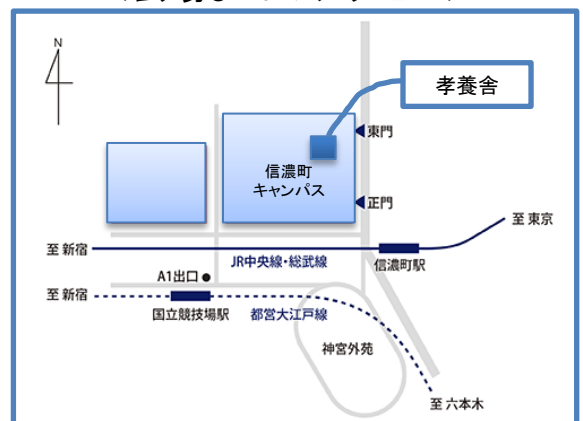 N
孝養舎
東門
信濃町
キャンパス
正門
至 東京
至 新宿
JR中央線・総武線
信濃町駅
A1出口
至 新宿
国立競技場駅
都営大江戸線
神宮外苑
至 六本木